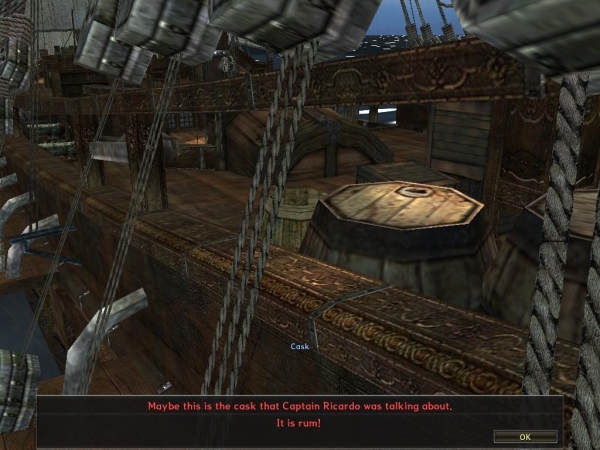 Cask
Maybe this is the cask that Captain Ricardo was talking about.
It is rum!
OK